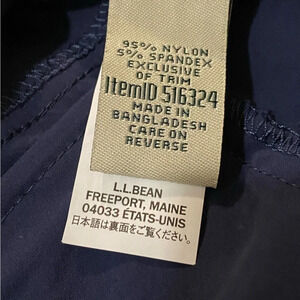 95% NYLON
5% SPANDEX
EXCLUSIVE
OF TRIM
ItemID 516324
MADE IN
BANGLADESH
CARE ON
REVERSE
L.L.BEAN
FREEPORT, MAINE
04033 ÉTATS-UNIS
日本語は裏面をご覧ください。